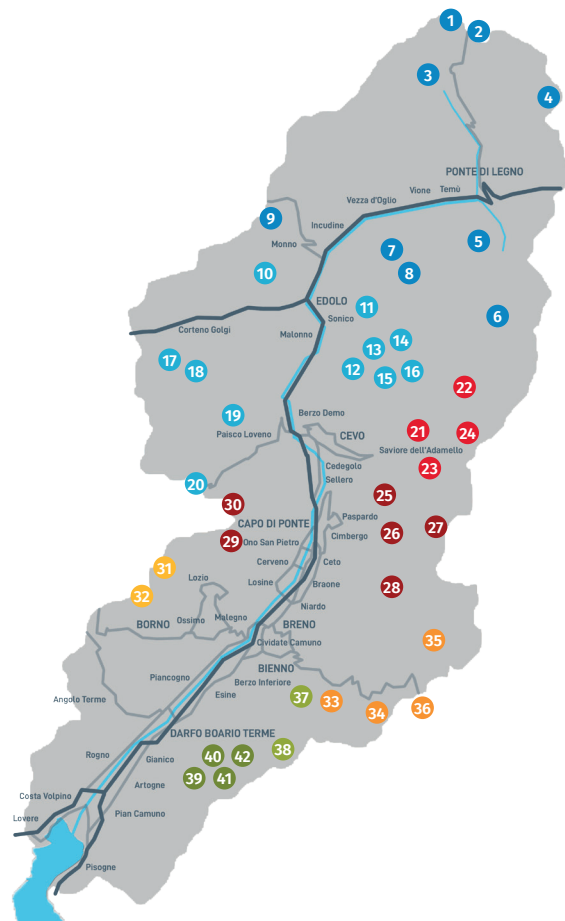 1
2
3
4
PONTE DI LEGNO
Temù
Vione
Vezza d'Oglio
9
Incudine
5
Monno
7
10
8
EDOLO
11
6
Sonico
Corteno Golgi
Malonno
14
13
17
18
12
15
16
22
19
Berzo Demo
Paisco Loveno
CEVO
21
24
Saviore dell'Adamello
Cedegolo
23
Sellero
20
25
30
Paspardo
CAPO DI PONTE
26
27
Cimbergo
29
Ono San Pietro
Cerveno
Ceto
31
Lozio
Losine
Braone
28
32
Niardo
Ossimo
Malegno
BORNO
BRENO
35
Cividate Camuno
BIENNO
Piancogno
Berzo Inferiore
Esine
37
33
34
36
Angolo Terme
DARFO BOARIO TERME
38
Rogno
Gianico
40
42
39
41
Artogne
Costa Volpino
Lovere
Pian Camuno
Pisogne